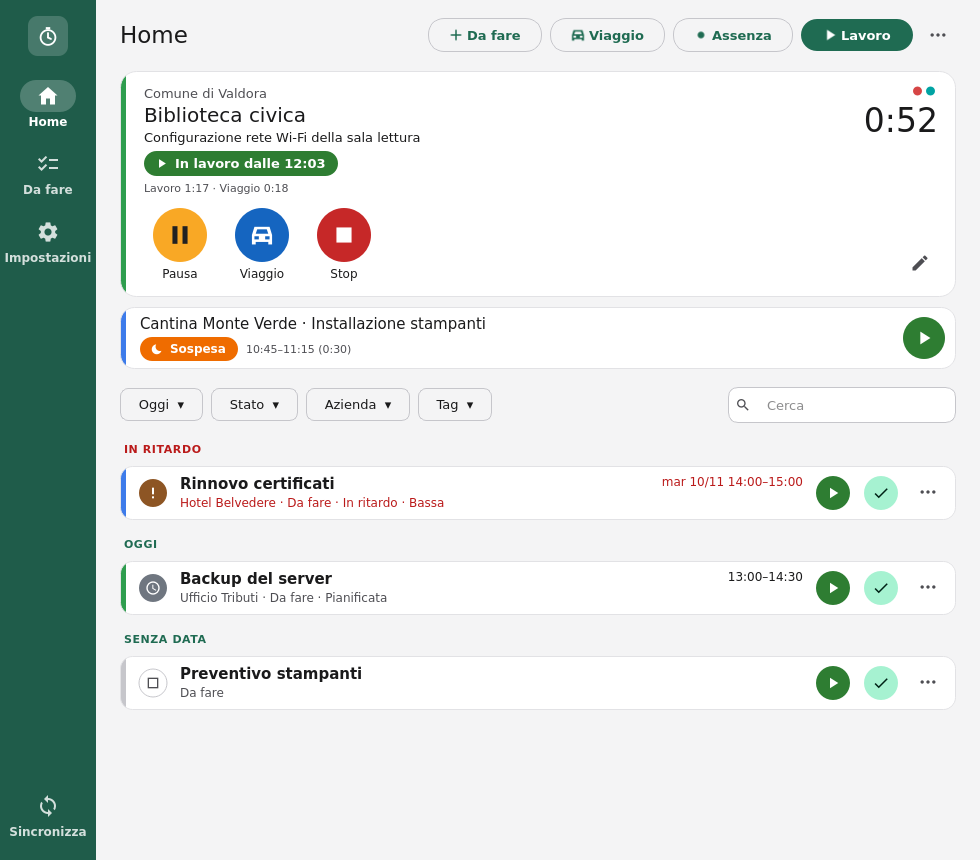 Home
Da fare
Impostazioni
Sincronizza
Home
Da fare
Viaggio
Assenza
Lavoro
Comune di Valdora
Biblioteca civica
Configurazione rete Wi-Fi della sala lettura
0:52
In lavoro dalle 12:03
Lavoro 1:17 · Viaggio 0:18
Pausa
Viaggio
Stop
Cantina Monte Verde · Installazione stampanti
Sospesa
10:45–11:15 (0:30)
Oggi
Stato
Azienda
Tag
Cerca
IN RITARDO
Rinnovo certificati
mar 10/11 14:00–15:00
Hotel Belvedere · Da fare · In ritardo · Bassa
OGGI
Backup del server
13:00–14:30
Ufficio Tributi · Da fare · Pianificata
SENZA DATA
Preventivo stampanti
Da fare